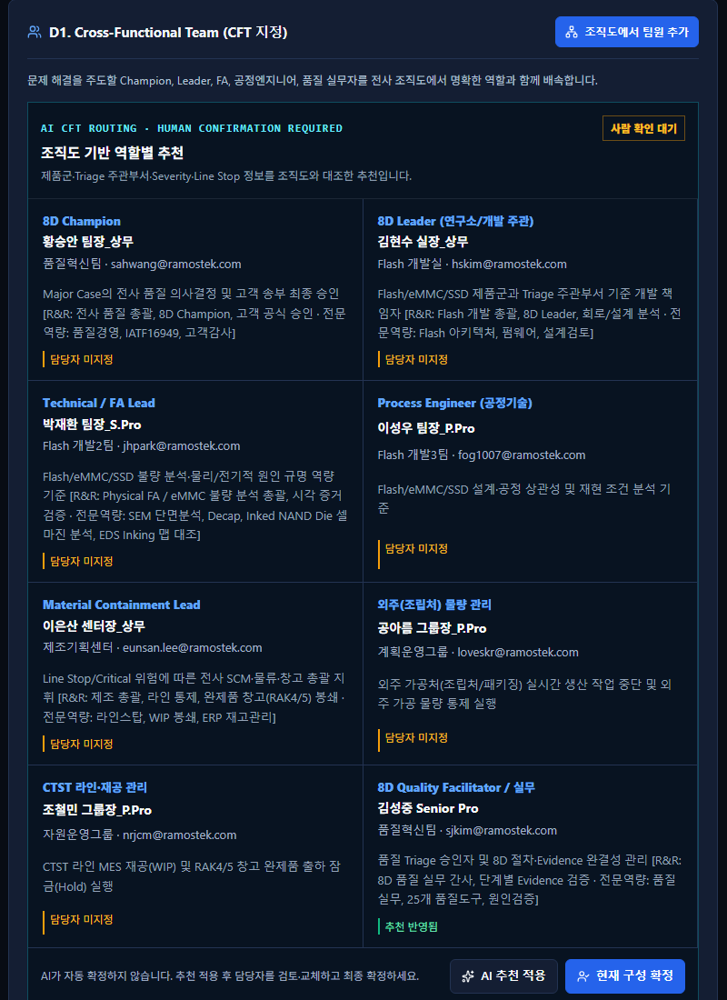 D1. Cross-Functional Team (CFT 지정)
조직도에서 팀원 추가
문제 해결을 주도할 Champion, Leader, FA, 공정엔지니어, 품질 실무자를 전사 조직도에서 명확한 역할과 함께 배속합니다.
AI CFT ROUTING · HUMAN CONFIRMATION REQUIRED
사람 확인 대기
조직도 기반 역할별 추천
제품군·Triage 주관부서·Severity·Line Stop 정보를 조직도와 대조한 추천입니다.
8D Champion
황승안 팀장_상무
품질혁신팀 · sahwang@ramostek.com
Major Case의 전사 품질 의사결정 및 고객 송부 최종 승인
[R&R: 전사 품질 총괄, 8D Champion, 고객 공식 승인 · 전문
역량: 품질경영, IATF16949, 고객감사]
담당자 미지정
8D Leader (연구소/개발 주관)
김현수 실장_상무
Flash 개발실 · hskim@ramostek.com
Flash/eMMC/SSD 제품군과 Triage 주관부서 기준 개발 책
임자 [R&R: Flash 개발 총괄, 8D Leader, 회로/설계 분석 · 전
문역량: Flash 아키텍처, 펌웨어, 설계검토]
담당자 미지정
Technical / FA Lead
박재환 팀장_S.Pro
Flash 개발2팀 · jhpark@ramostek.com
Flash/eMMC/SSD 불량 분석·물리/전기적 원인 규명 역량
기준 [R&R: Physical FA / eMMC 불량 분석 총괄, 시각 증거
검증 · 전문역량: SEM 단면분석, Decap, Inked NAND Die 셀
마진 분석, EDS Inking 맵 대조]
담당자 미지정
Process Engineer (공정기술)
이성우 팀장_P.Pro
Flash 개발3팀 · fog1007@ramostek.com
Flash/eMMC/SSD 설계·공정 상관성 및 재현 조건 분석 기
준
담당자 미지정
Material Containment Lead
이은산 센터장_상무
제조기획센터 · eunsan.lee@ramostek.com
Line Stop/Critical 위험에 따른 전사 SCM·물류·창고 총괄 지
휘 [R&R: 제조 총괄, 라인 통제, 완제품 창고(RAK4/5) 봉쇄 ·
전문역량: 라인스탑, WIP 봉쇄, ERP 재고관리]
담당자 미지정
외주(조립처) 물량 관리
공아름 그룹장_P.Pro
계획운영그룹 · loveskr@ramostek.com
외주 가공처(조립처/패키징) 실시간 생산 작업 중단 및 외
주 가공 물량 통제 실행
담당자 미지정
CTST 라인·재공 관리
조철민 그룹장_P.Pro
자원운영그룹 · nrjcm@ramostek.com
CTST 라인 MES 재공(WIP) 및 RAK4/5 창고 완제품 출하 잠
금(Hold) 실행
담당자 미지정
8D Quality Facilitator / 실무
김성중 Senior Pro
품질혁신팀 · sjkim@ramostek.com
품질 Triage 승인자 및 8D 절차·Evidence 완결성 관리 [R&R:
8D 품질 실무 간사, 단계별 Evidence 검증 · 전문역량: 품질
실무, 25개 품질도구, 원인검증]
추천 반영됨
AI가 자동 확정하지 않습니다. 추천 적용 후 담당자를 검토·교체하고 최종 확정하세요.
AI 추천 적용
현재 구성 확정